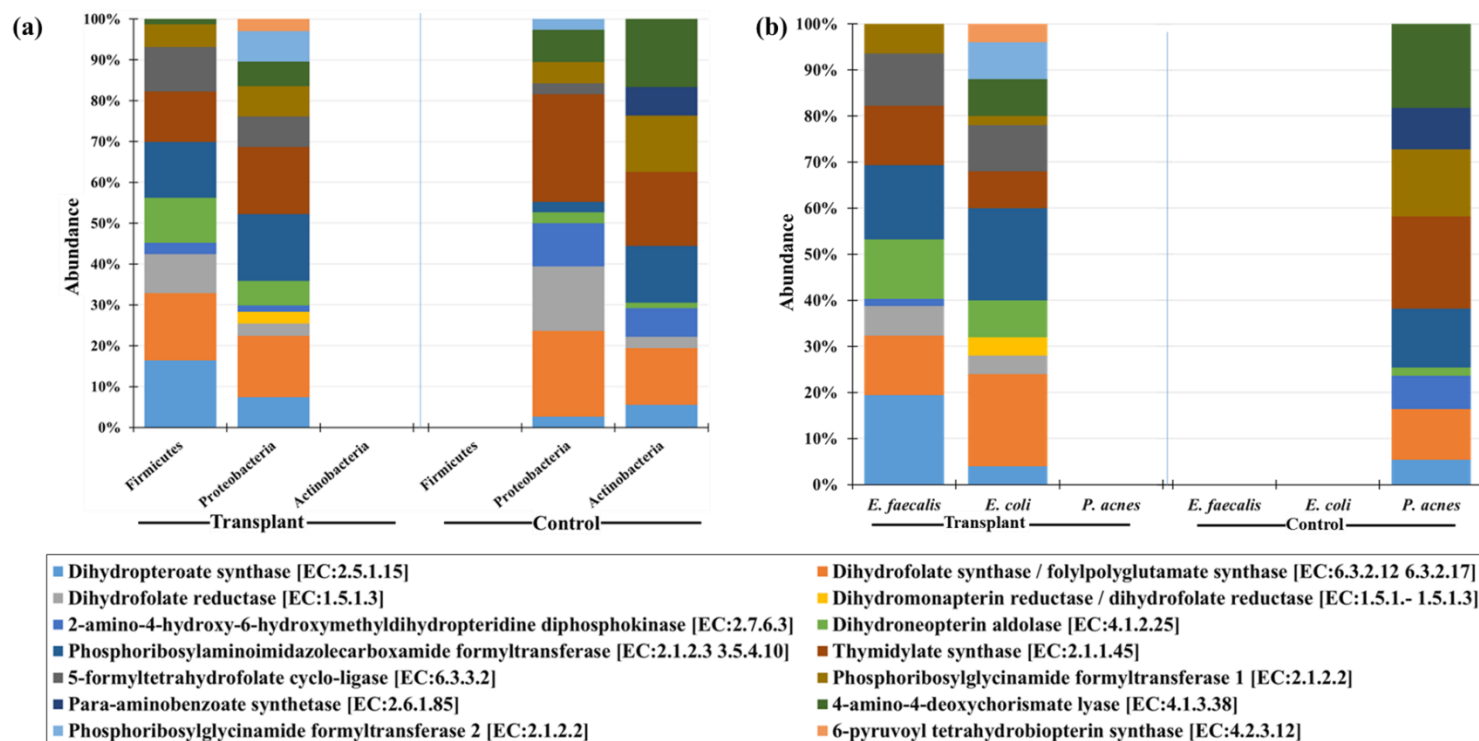 (a)
100%
90%
80%
70%
60%
50%
40%
30%
20%
10%
0%
Abundance
Firmicutes Proteobacteria Actinobacteria Firmicutes Proteobacteria Actinobacteria
Transplant Control
(b)
100%
90%
80%
70%
60%
50%
40%
30%
20%
10%
0%
Abundance
E. faecalis E. coli P. acnes E. faecalis E. coli P. acnes
Transplant Control
Dihydropteroate synthase [EC:2.5.1.15]
Dihydrofolate synthase / folylpolyglutamate synthase [EC:6.3.2.12 6.3.2.17]
Dihydrofolate reductase [EC:1.5.1.3]
Dihydromonapterin reductase / dihydrofolate reductase [EC:1.5.1.- 1.5.1.3]
2-amino-4-hydroxy-6-hydroxymethyldihydropteridine diphosphokinase [EC:2.7.6.3]
Dihydroneopterin aldolase [EC:4.1.2.25]
Phosphoribosylaminoimidazolecarboxamide formyltransferase [EC:2.1.2.3 3.5.4.10]
Thymidylate synthase [EC:2.1.1.45]
5-formyltetrahydrofolate cyclo-ligase [EC:6.3.3.2]
Phosphoribosylglycinamide formyltransferase 1 [EC:2.1.2.2]
Para-aminobenzoate synthetase [EC:2.6.1.85]
4-amino-4-deoxychorismate lyase [EC:4.1.3.38]
Phosphoribosylglycinamide formyltransferase 2 [EC:2.1.2.2]
6-pyruvoyl tetrahydrobiopterin synthase [EC:4.2.3.12]